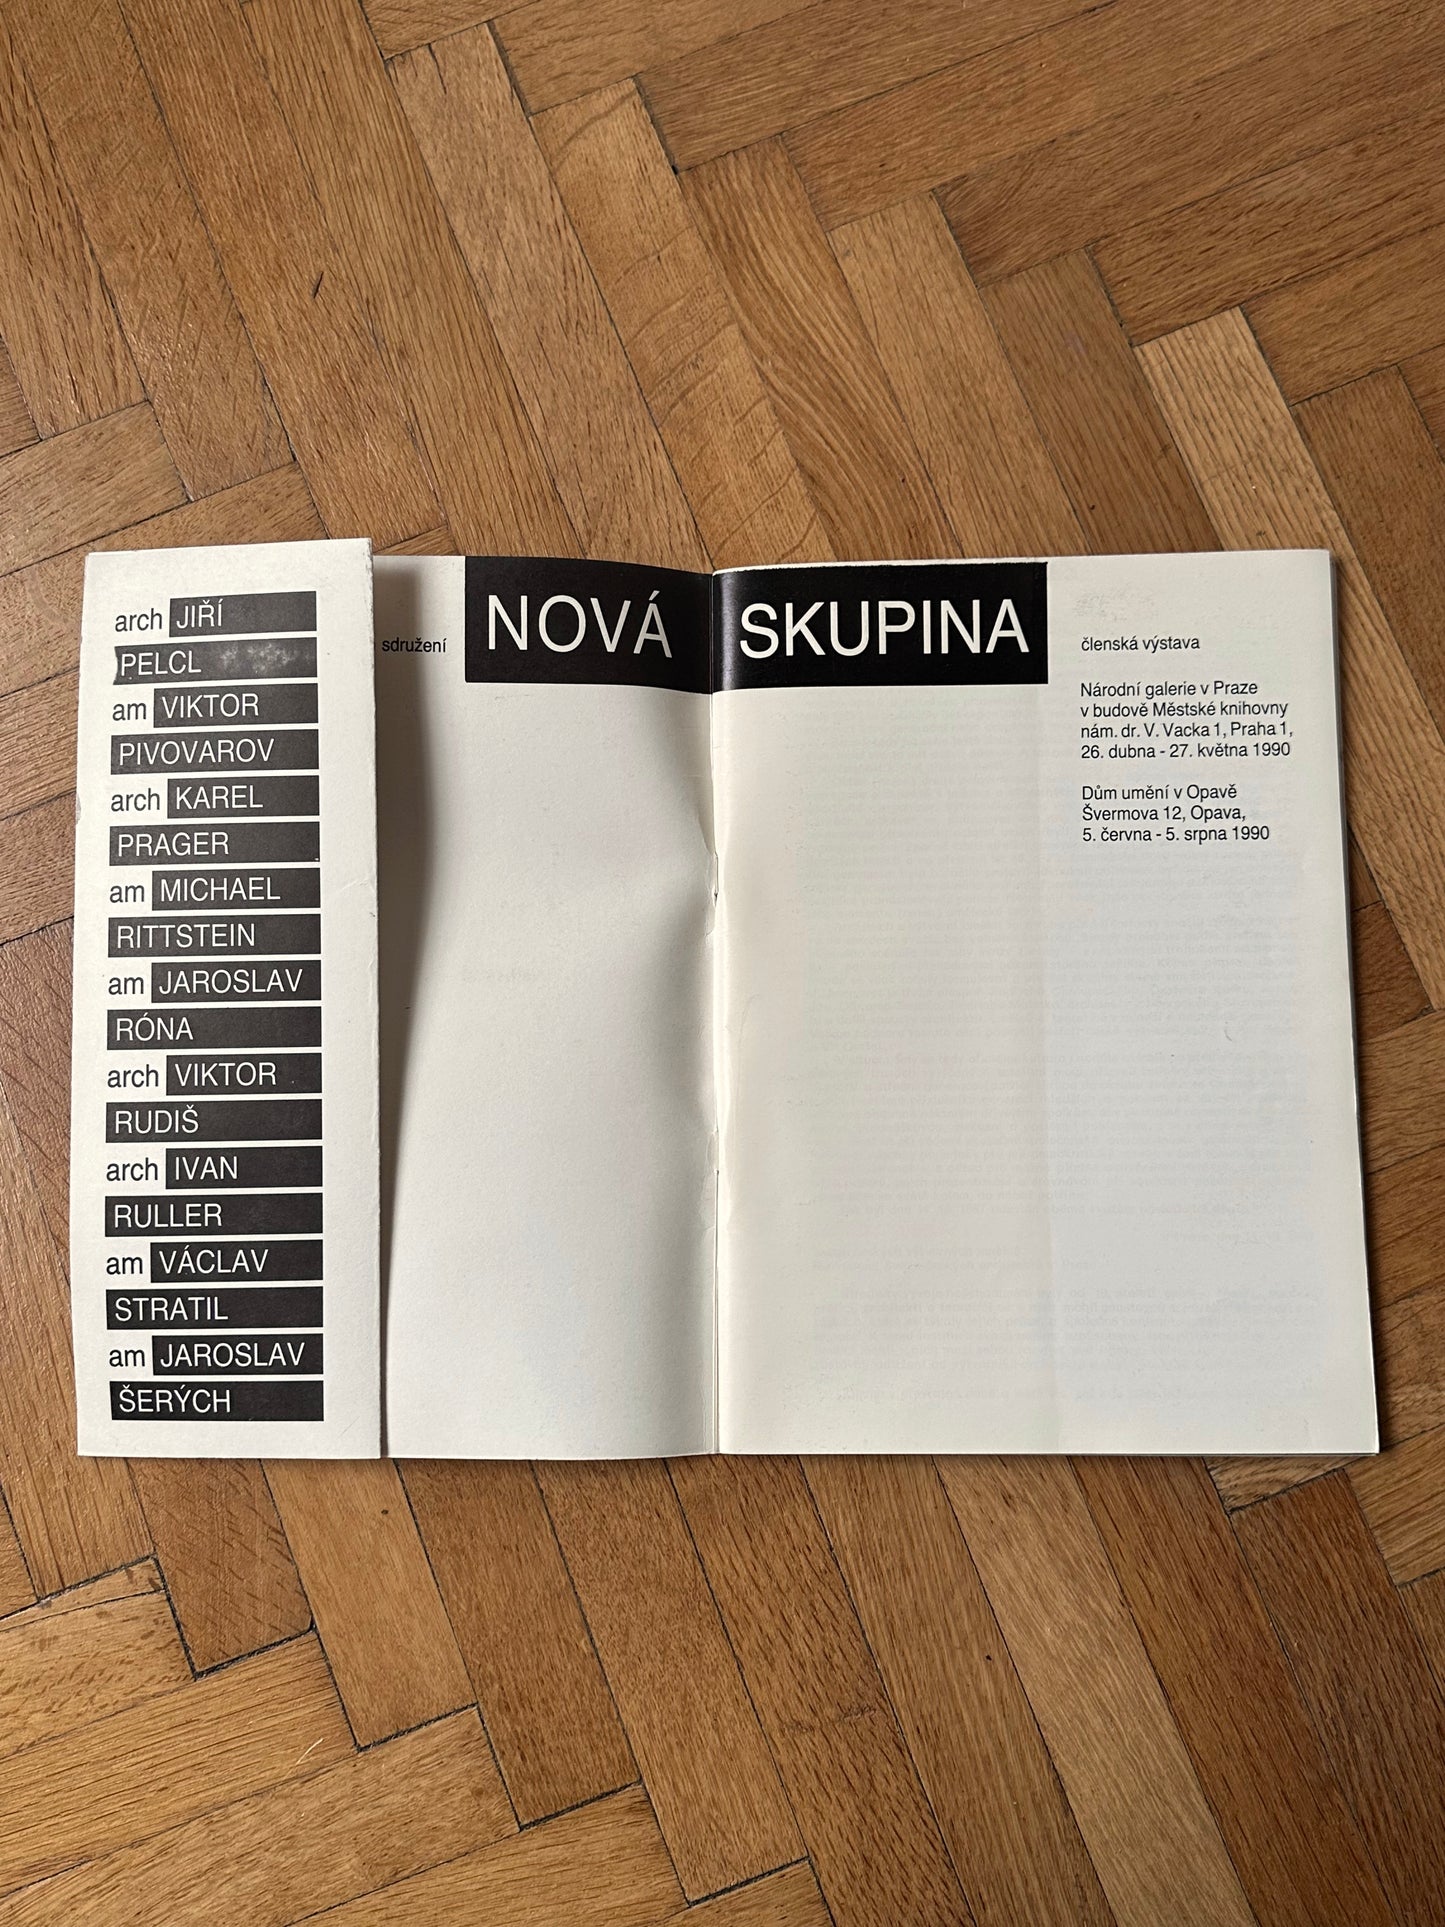 arch JIŘÍ
PELCL
am VIKTOR
PIVOVAROV
arch KAREL
PRAGER
am MICHAEL
RITTSTEIN
am JAROSLAV
RÓNA
arch VIKTOR
RUDIŠ
arch IVAN
RULLER
am VÁCLAV
STRATIL
am JAROSLAV
ŠERÝCH
sdružení NOVÁ SKUPINA
členská výstava
Národní galerie v Praze
v budově Městské knihovny
nám. dr. V. Vacka 1, Praha 1,
26. dubna - 27. května 1990
Dům umění v Opavě
Švermova 12, Opava,
5. června - 5. srpna 1990